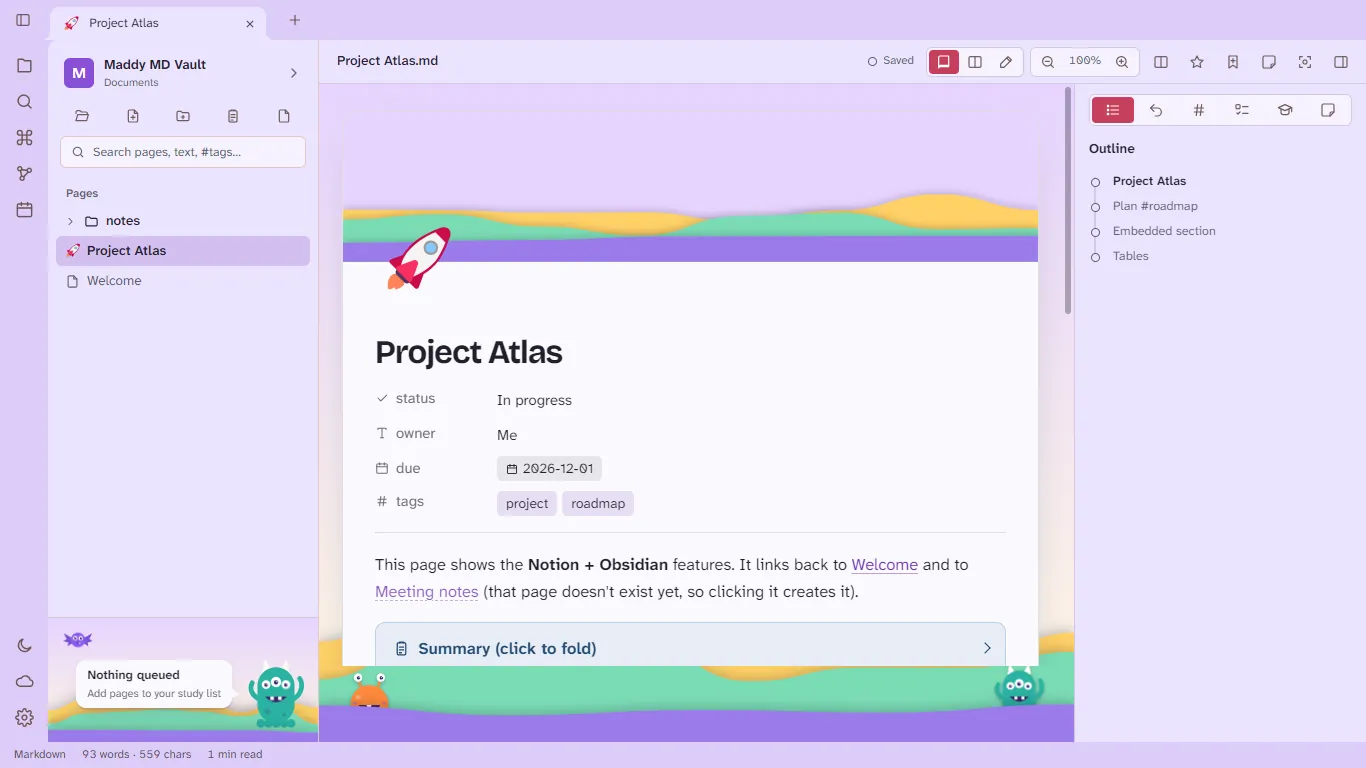 Project Atlas
M
Maddy MD Vault
Documents
Search pages, text, #tags...
Pages
notes
Project Atlas
Welcome
Nothing queued
Add pages to your study list
Project Atlas.md
Saved
100%
Project Atlas
status In progress
owner Me
due 2026-12-01
tags project roadmap
This page shows the Notion + Obsidian features. It links back to Welcome and to
Meeting notes (that page doesn't exist yet, so clicking it creates it).
Summary (click to fold)
Outline
Project Atlas
Plan #roadmap
Embedded section
Tables
Markdown 93 words · 559 chars 1 min read